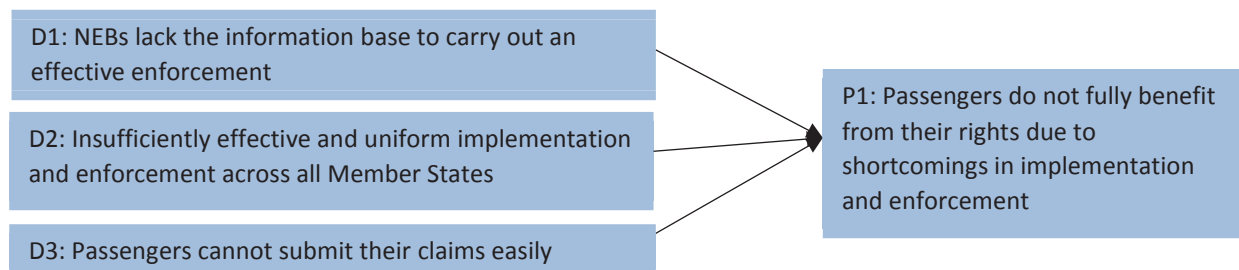 D1: NEBs lack the information base to carry out an
effective enforcement
D2: Insufficiently effective and uniform implementation
and enforcement across all Member States
D3: Passengers cannot submit their claims easily
P1: Passengers do not fully benefit
from their rights due to
shortcomings in implementation
and enforcement